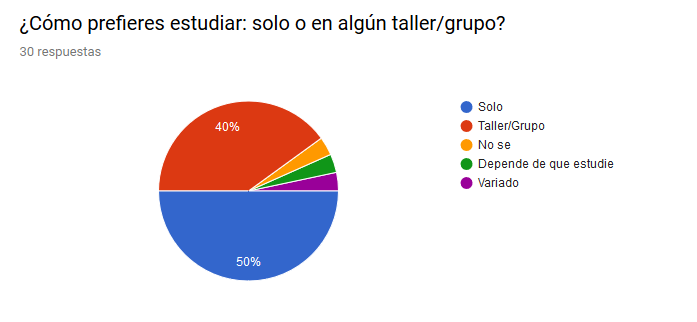 ¿Cómo prefieres estudiar: solo o en algún taller/grupo?
30 respuestas
40%
50%
Solo
Taller/Grupo
No se
Depende de que estudie
Variado